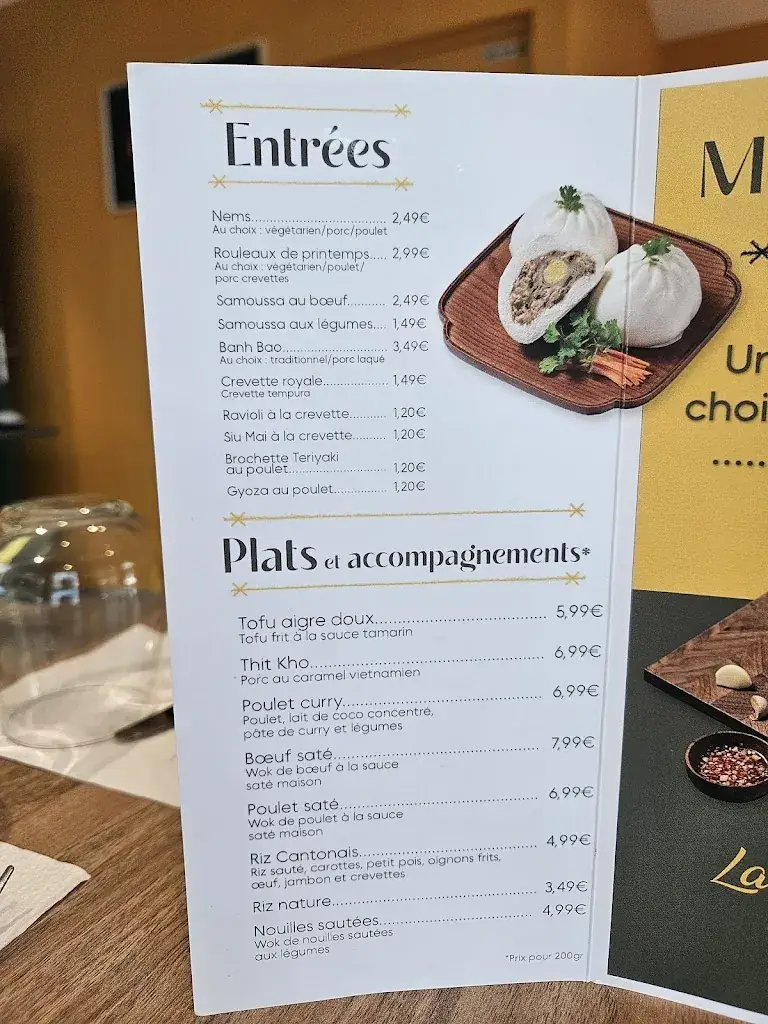 Entrées
Nems................................... 2,49€
Au choix : végétarien/porc/poulet
Rouleaux de printemps..... 2,99€
Au choix : végétarien/poulet/
porc crevettes
Samoussa au bœuf.......... 2,49€
Samoussa aux légumes.... 1,49€
Banh Bao........................... 3,49€
Au choix : traditionnel/porc laqué
Crevette royale................. 1,49€
Crevette tempura
Ravioli à la crevette.......... 1,20€
Siu Mai à la crevette.......... 1,20€
Brochette Teriyaki
au poulet.......................... 1,20€
Gyoza au poulet................ 1,20€
Plats et accompagnements*
Tofu aigre doux.................................. 5,99€
Tofu frit à la sauce tamarin
Thit Kho............................................... 6,99€
Porc au caramel vietnamien
Poulet curry........................................ 6,99€
Poulet, lait de coco concentré,
pâte de curry et légumes
Bœuf saté.......................................... 7,99€
Wok de bœuf à la sauce
saté maison
Poulet saté........................................ 6,99€
Wok de poulet à la sauce
saté maison
Riz Cantonais.................................... 4,99€
Riz sauté, carottes, petit pois, oignons frits,
œuf, jambon et crevettes
Riz nature.......................................... 3,49€
Nouilles sautées............................... 4,99€
Wok de nouilles sautées
aux légumes
*Prix pour 200gr
M
Un
choi
.....
La